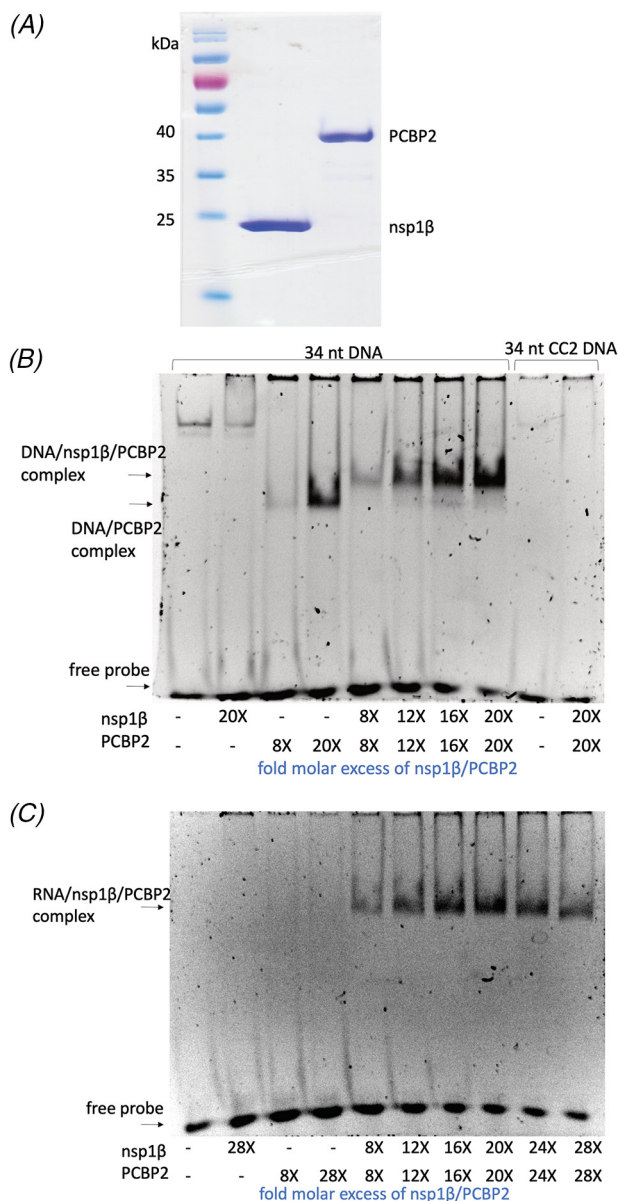 (A)
kDa
40
PCBP2
35
25
nsp1β
(B)
34 nt DNA
34 nt CC2 DNA
DNA/nsp1β/PCBP2
complex
DNA/PCBP2
complex
free probe
nsp1β - 20X - - 8X 12X 16X 20X - 20X
PCBP2 - - 8X 20X 8X 12X 16X 20X - 20X
fold molar excess of nsp1β/PCBP2
(C)
RNA/nsp1β/PCBP2
complex
free probe
nsp1β - 28X - - 8X 12X 16X 20X 24X 28X
PCBP2 - - 8X 28X 8X 12X 16X 20X 24X 28X
fold molar excess of nsp1β/PCBP2